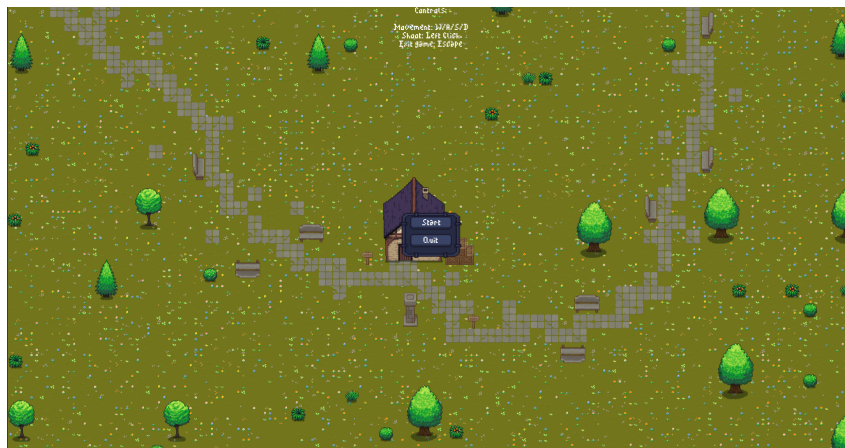 Controls:
Movement: W/A/S/D
Shoot: Left Click
Exit game: Escape
Start
Quit